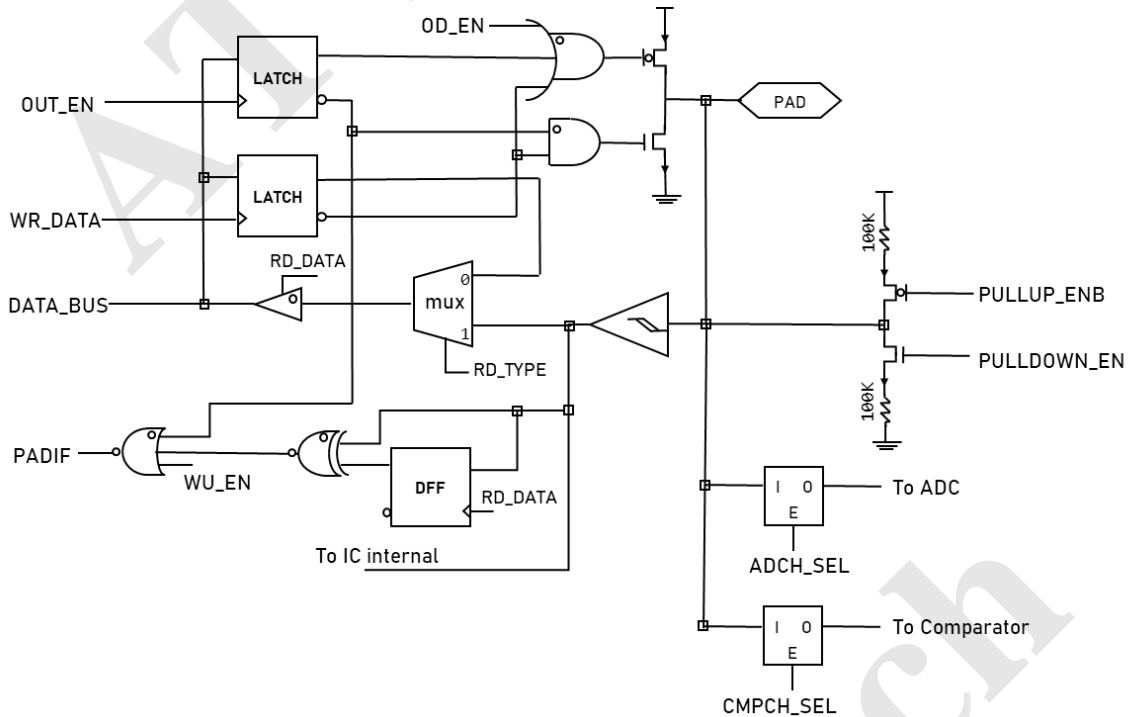 OD_EN
LATCH
OUT_EN
PAD
LATCH
WR_DATA
100K
RD_DATA
0
mux
1
DATA_BUS
PULLUP_ENB
RD_TYPE
PULLDOWN_EN
100K
PADIF
WU_EN
DFF
RD_DATA
I O
E
To ADC
To IC internal
ADCH_SEL
I O
E
To Comparator
CMPCH_SEL